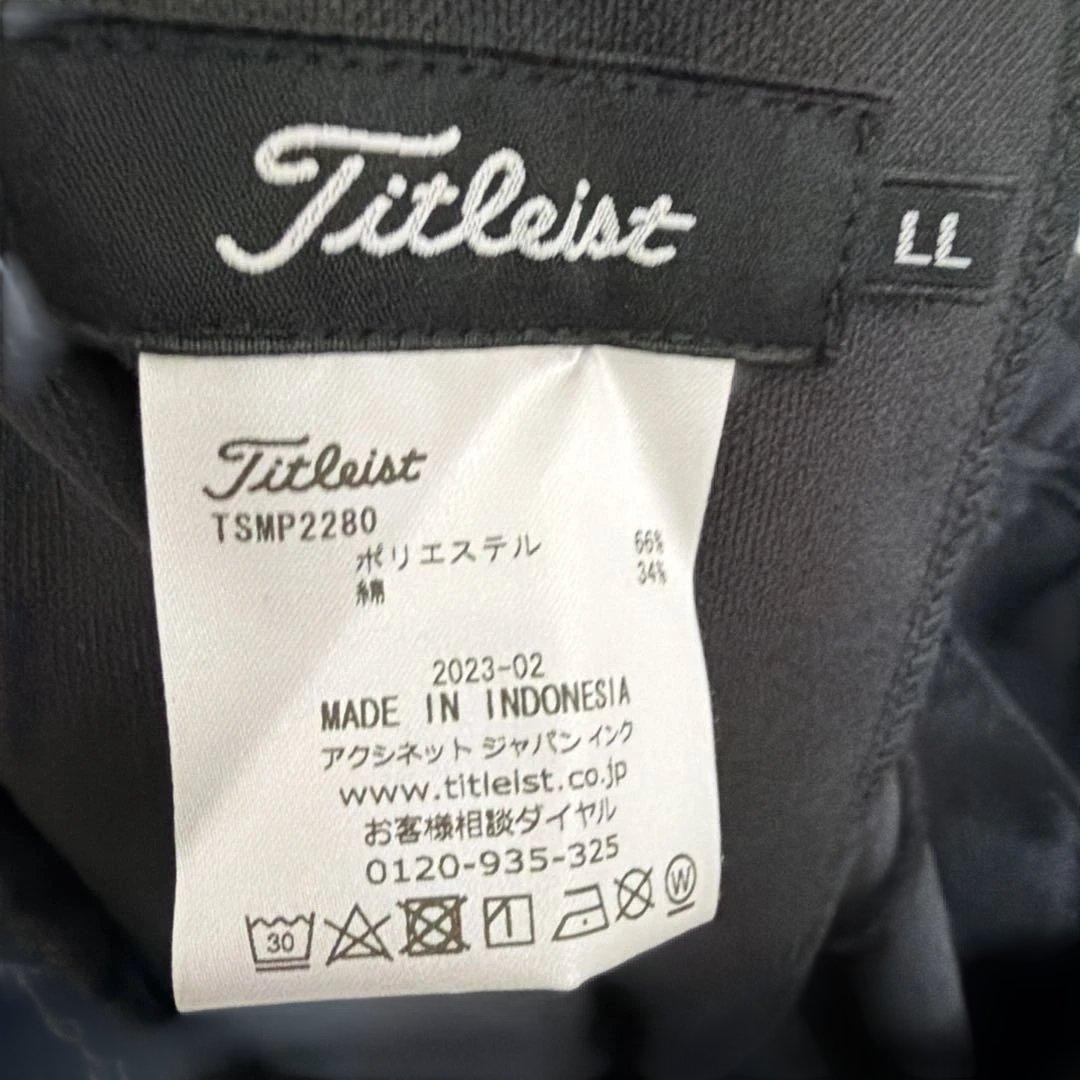 Titleist
LL
Titleist
TSMP2280
ポリエステル 66%
綿 34%
2023-02
MADE IN INDONESIA
アクシネット ジャパン インク
www.titleist.co.jp
お客様相談ダイヤル
0120-935-325
30 W